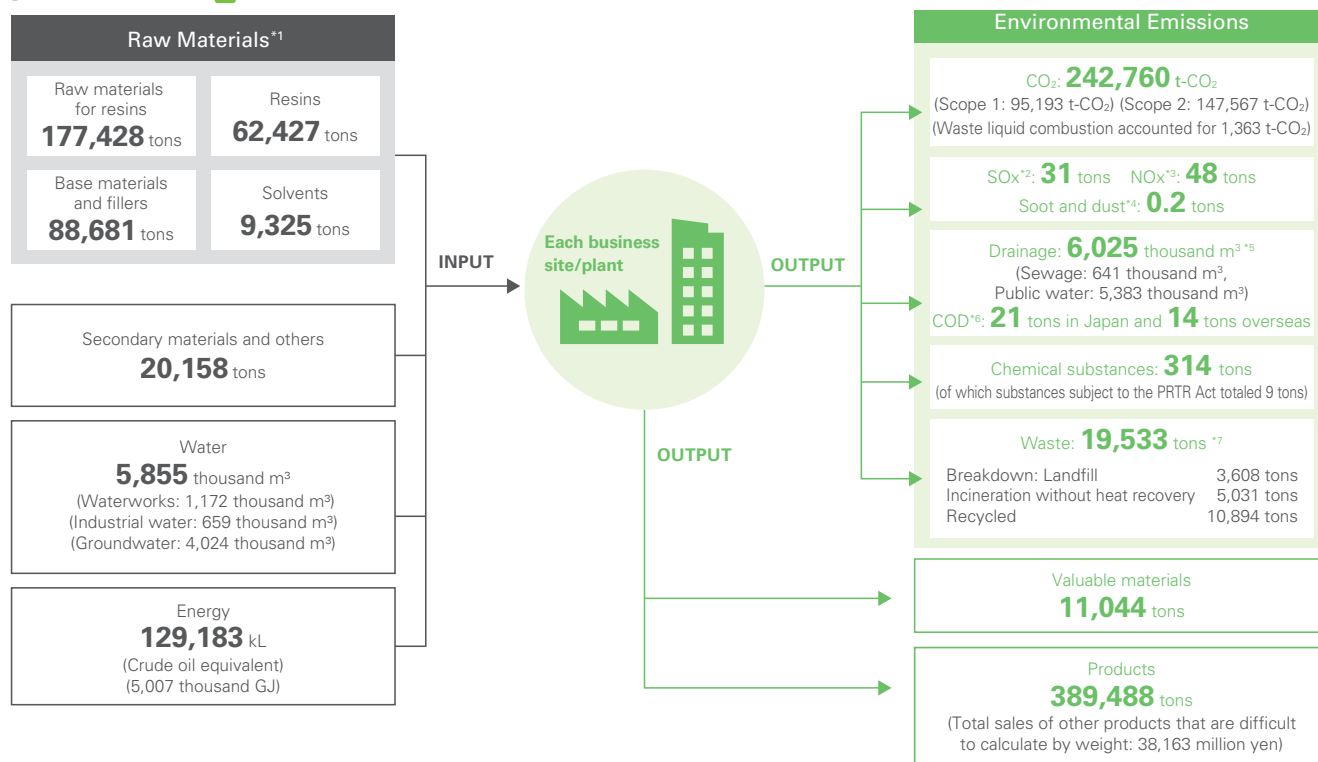 Raw Materials*1
Raw materials
for resins
177,428 tons
Resins
62,427 tons
Base materials
and fillers
88,681 tons
Solvents
9,325 tons
Secondary materials and others
20,158 tons
Water
5,855 thousand m³
(Waterworks: 1,172 thousand m³)
(Industrial water: 659 thousand m³)
(Groundwater: 4,024 thousand m³)
Energy
129,183 kL
(Crude oil equivalent)
(5,007 thousand GJ)
INPUT
Each business
site/plant
OUTPUT
OUTPUT
Environmental Emissions
CO₂: 242,760 t-CO₂
(Scope 1: 95,193 t-CO₂) (Scope 2: 147,567 t-CO₂)
(Waste liquid combustion accounted for 1,363 t-CO₂)
SOx*2: 31 tons NOx*3: 48 tons
Soot and dust*4: 0.2 tons
Drainage: 6,025 thousand m³ *5
(Sewage: 641 thousand m³,
Public water: 5,383 thousand m³)
COD*6: 21 tons in Japan and 14 tons overseas
Chemical substances: 314 tons
(of which substances subject to the PRTR Act totaled 9 tons)
Waste: 19,533 tons *7
Breakdown: Landfill 3,608 tons
Incineration without heat recovery 5,031 tons
Recycled 10,894 tons
Valuable materials
11,044 tons
Products
389,488 tons
(Total sales of other products that are difficult
to calculate by weight: 38,163 million yen)